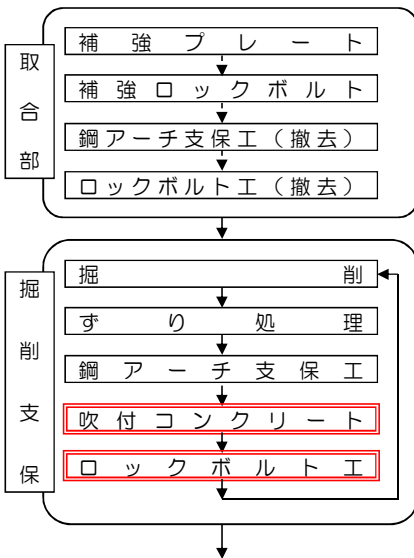 取合部
補強プレート
補強ロックボルト
鋼アーチ支保工（撤去）
ロックボルト工（撤去）
掘削支保
掘削
ずり処理
鋼アーチ支保工
吹付コンクリート
ロックボルト工